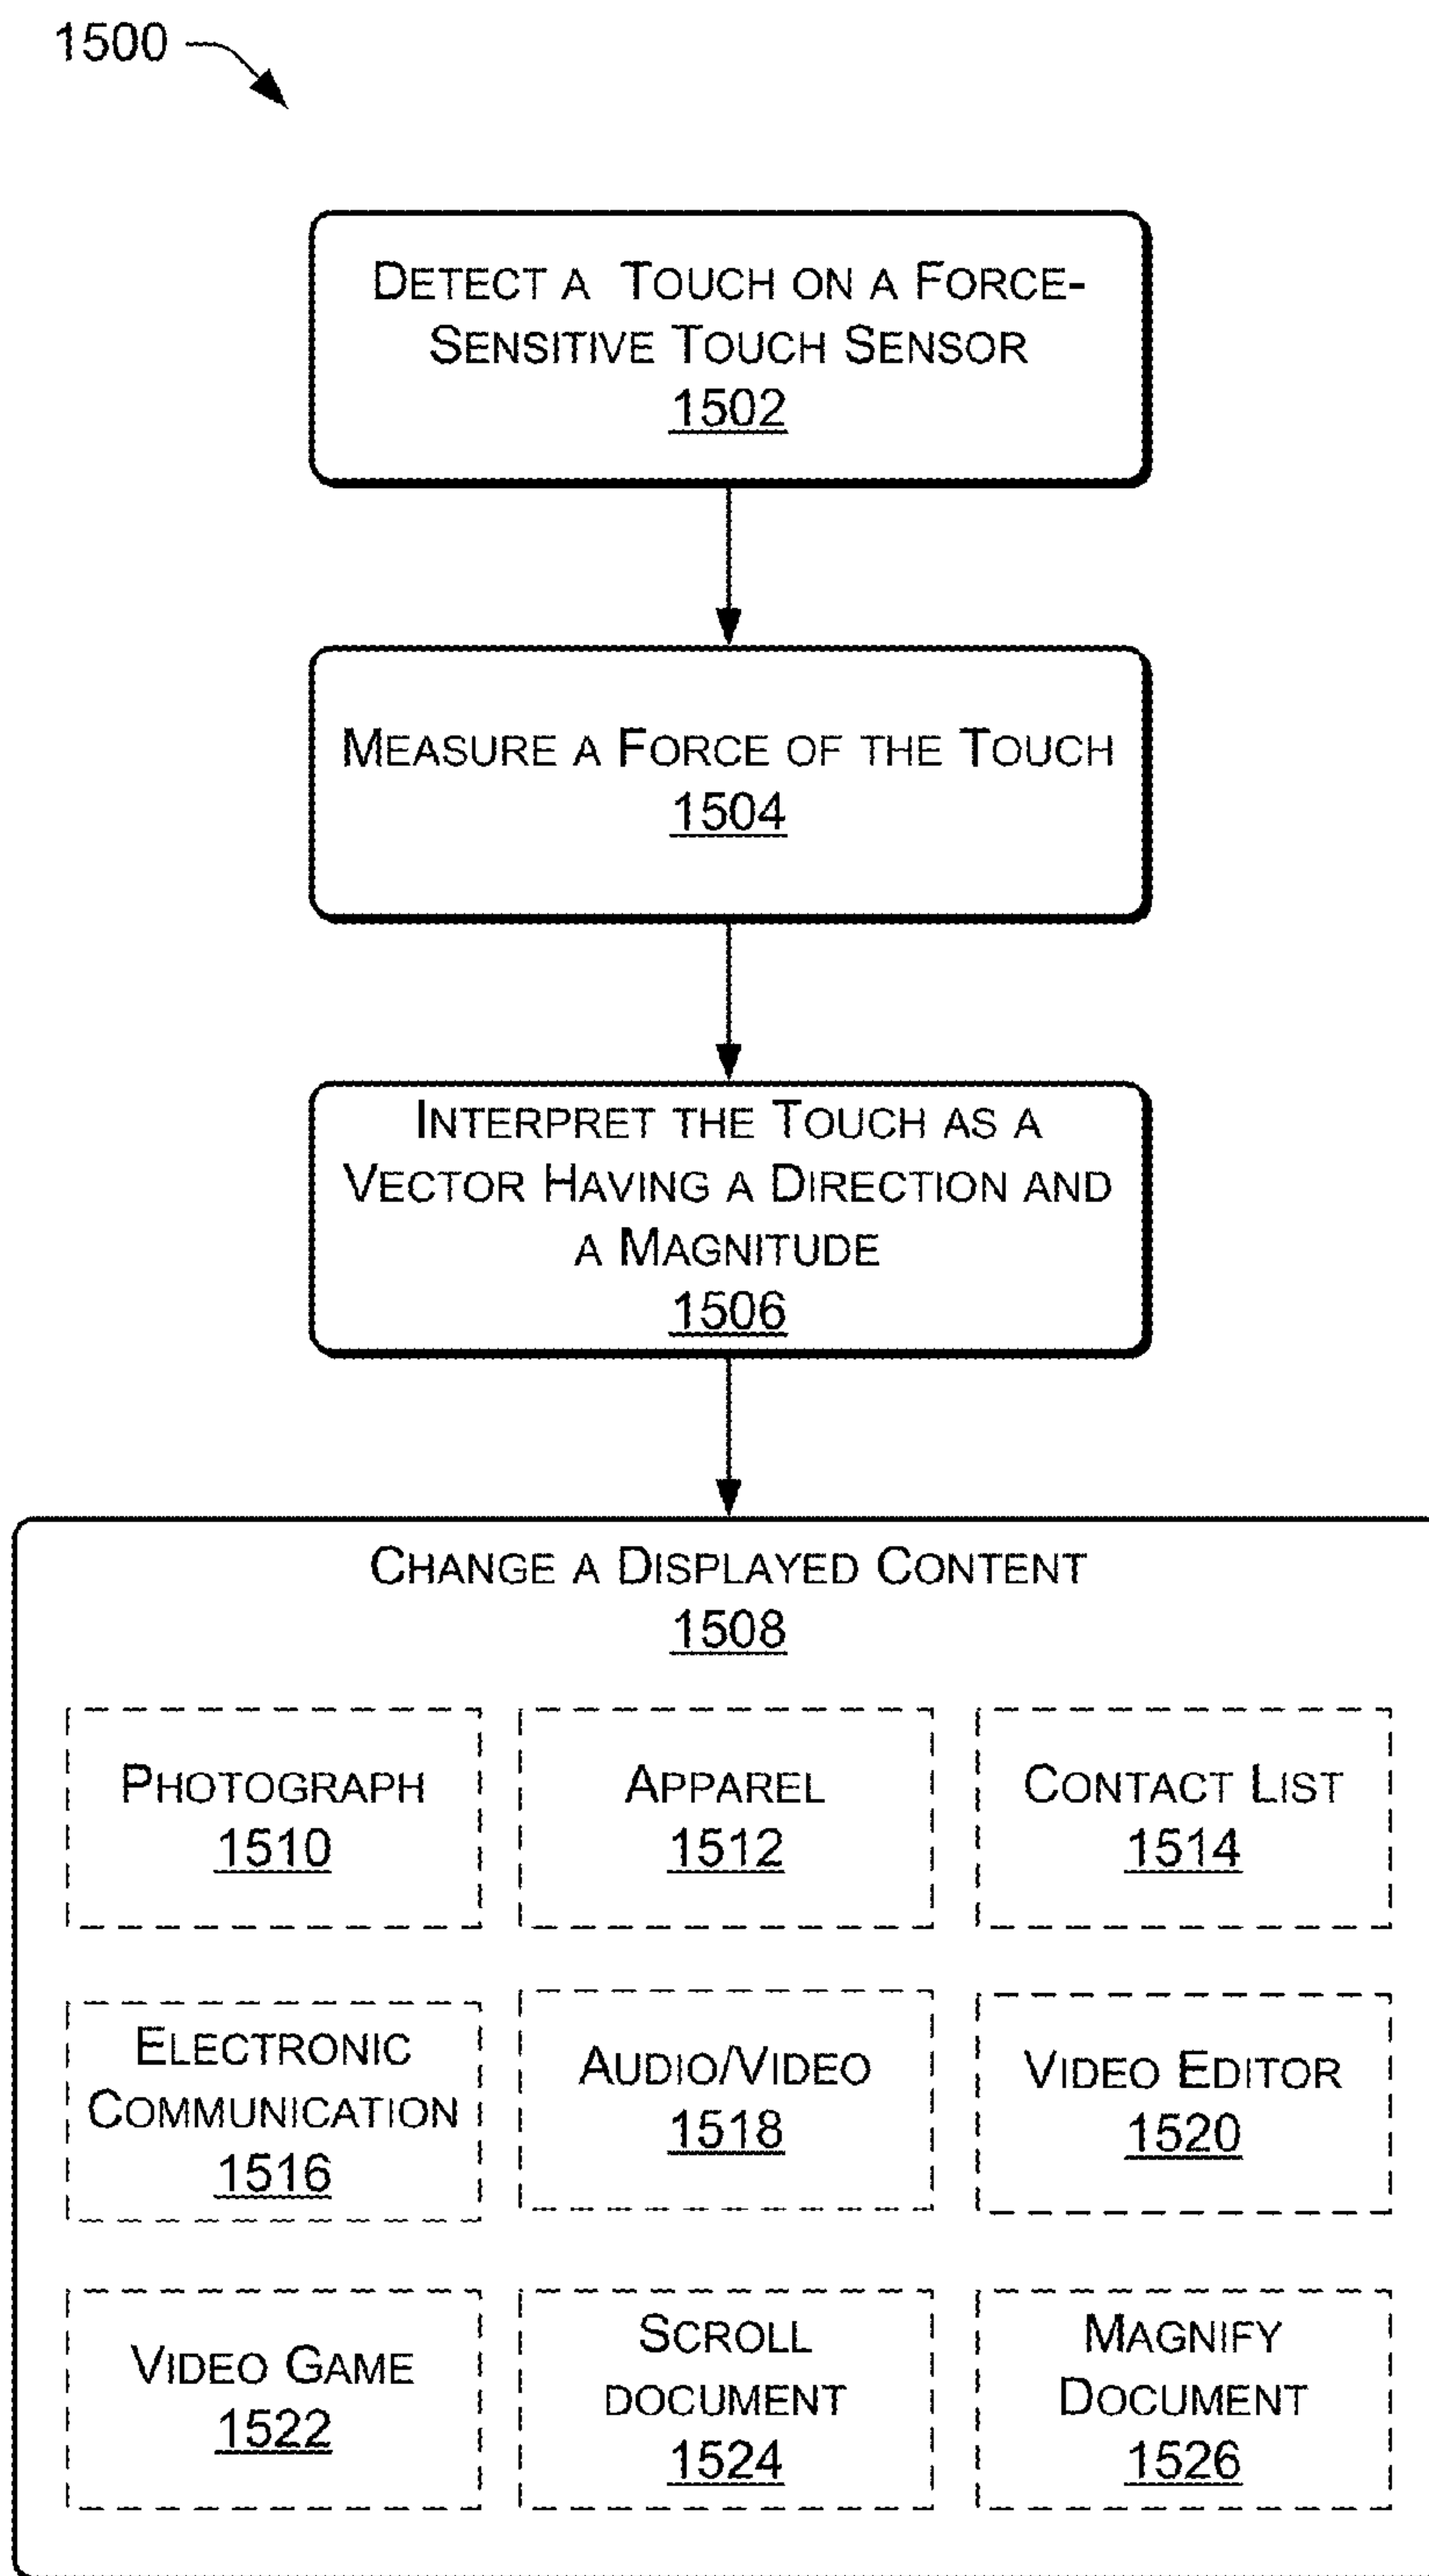 1500
DETECT A TOUCH ON A FORCE-
SENSITIVE TOUCH SENSOR
1502
MEASURE A FORCE OF THE TOUCH
1504
INTERPRET THE TOUCH AS A
VECTOR HAVING A DIRECTION AND
A MAGNITUDE
1506
CHANGE A DISPLAYED CONTENT
1508
PHOTOGRAPH
1510
APPAREL
1512
CONTACT LIST
1514
ELECTRONIC
COMMUNICATION
1516
AUDIO/VIDEO
1518
VIDEO EDITOR
1520
VIDEO GAME
1522
SCROLL
DOCUMENT
1524
MAGNIFY
DOCUMENT
1526